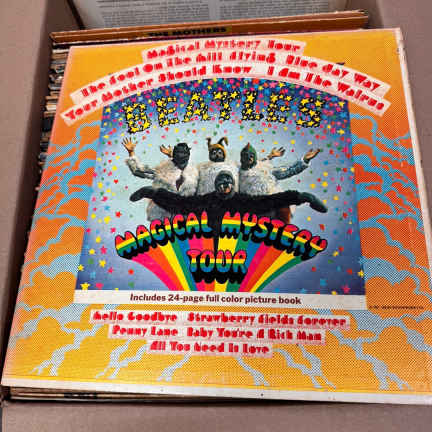 THE MOTHERS
Magical Mystery Tour
The Fool On The Hill Flying Blue Jay Way
Your Mother Should Know I Am The Walrus
BEATLES
MAGICAL MYSTERY
TOUR
Includes 24-page full color picture book
Hello Goodbye Strawberry Fields Forever
Penny Lane Baby You're A Rich Man
All You Need Is Love